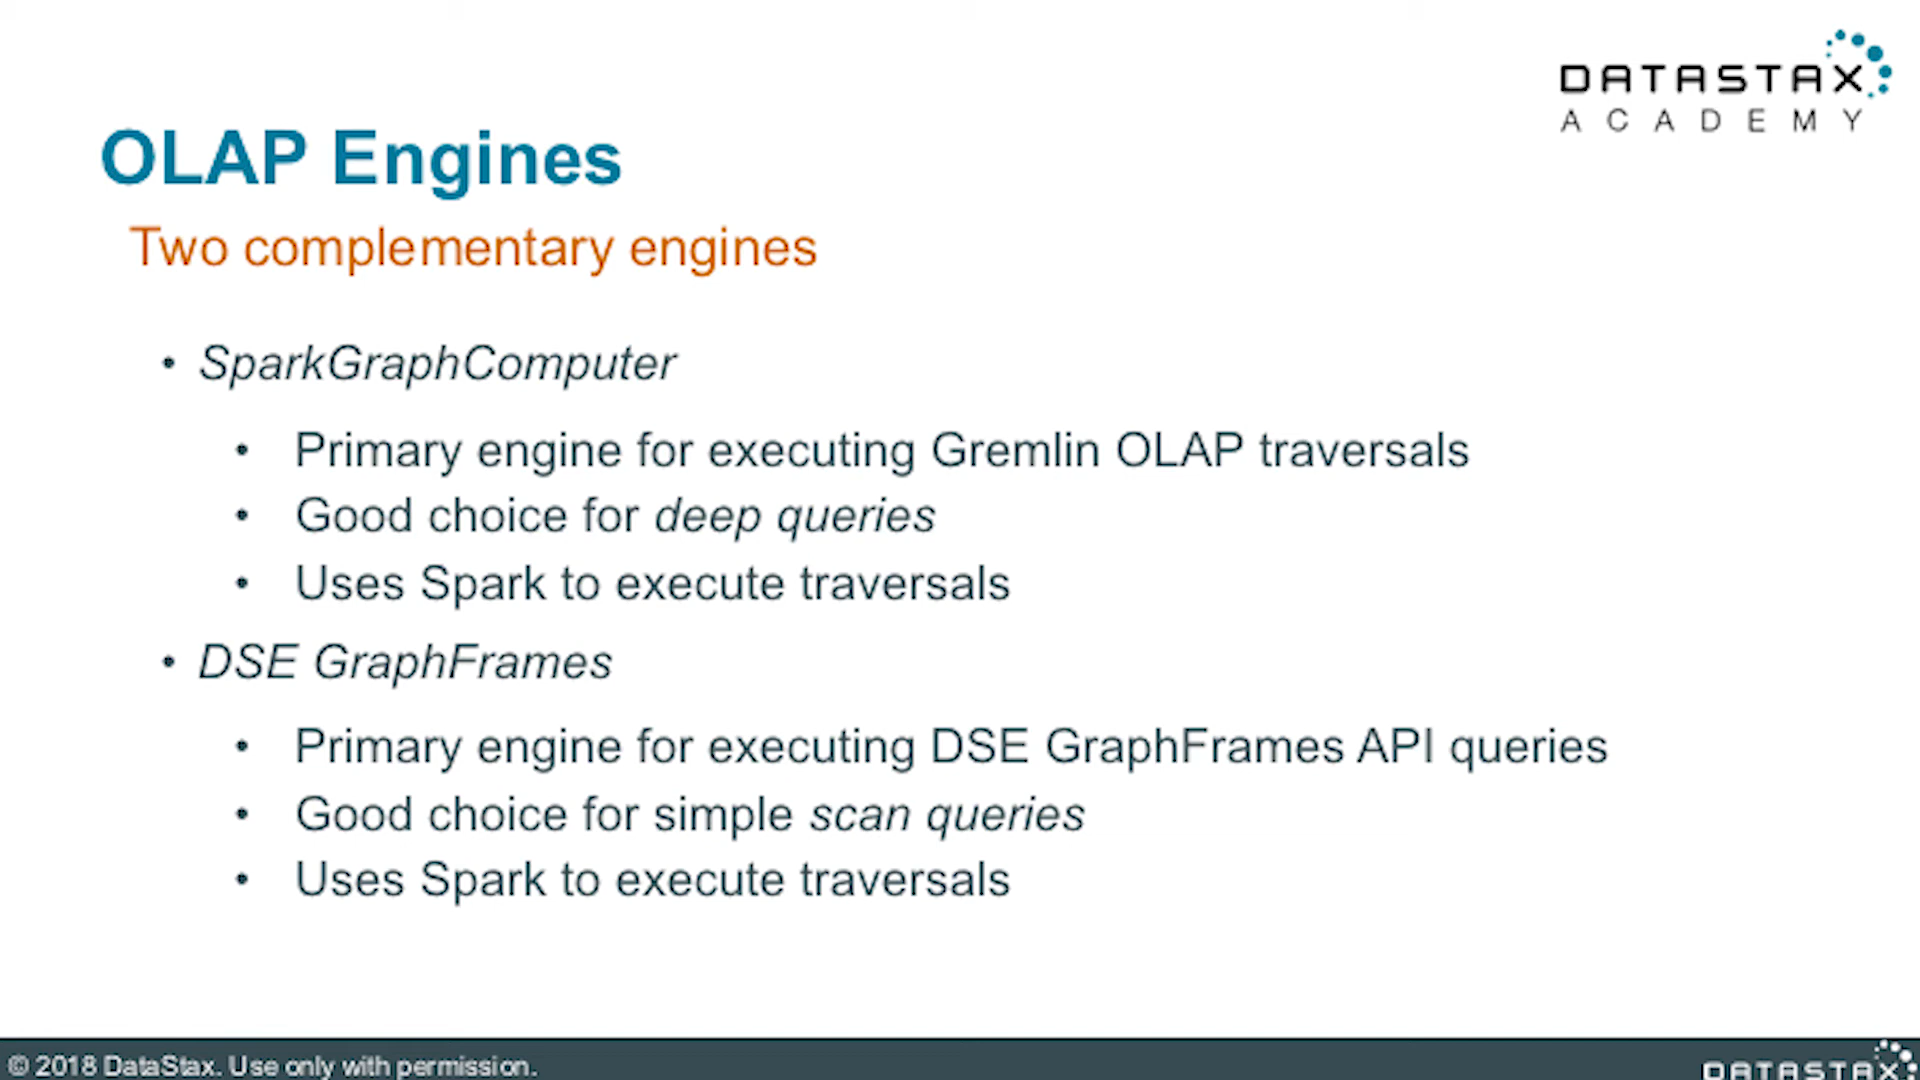 DATASTAX
ACADEMY
OLAP Engines
Two complementary engines
• SparkGraphComputer
• Primary engine for executing Gremlin OLAP traversals
• Good choice for deep queries
• Uses Spark to execute traversals
• DSE GraphFrames
• Primary engine for executing DSE GraphFrames API queries
• Good choice for simple scan queries
• Uses Spark to execute traversals
© 2018 DataStax. Use only with permission.
DATASTAX